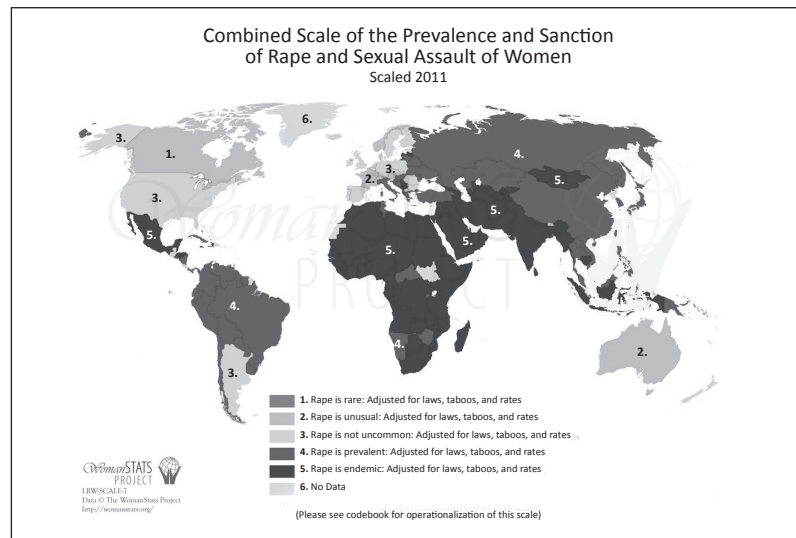 Combined Scale of the Prevalence and Sanction
of Rape and Sexual Assault of Women
Scaled 2011
6.
3.
1.
4.
3.
2.
3.
5.
5.
5.
5.
5.
4.
4.
2.
3.
WomanSTATS
PROJECT
1. Rape is rare: Adjusted for laws, taboos, and rates
2. Rape is unusual: Adjusted for laws, taboos, and rates
3. Rape is not uncommon: Adjusted for laws, taboos, and rates
4. Rape is prevalent: Adjusted for laws, taboos, and rates
5. Rape is endemic: Adjusted for laws, taboos, and rates
6. No Data
WomanSTATS
PROJECT
LRW-SCALE-7
Data © The WomanStats Project
http://womanstats.org/
(Please see codebook for operationalization of this scale)